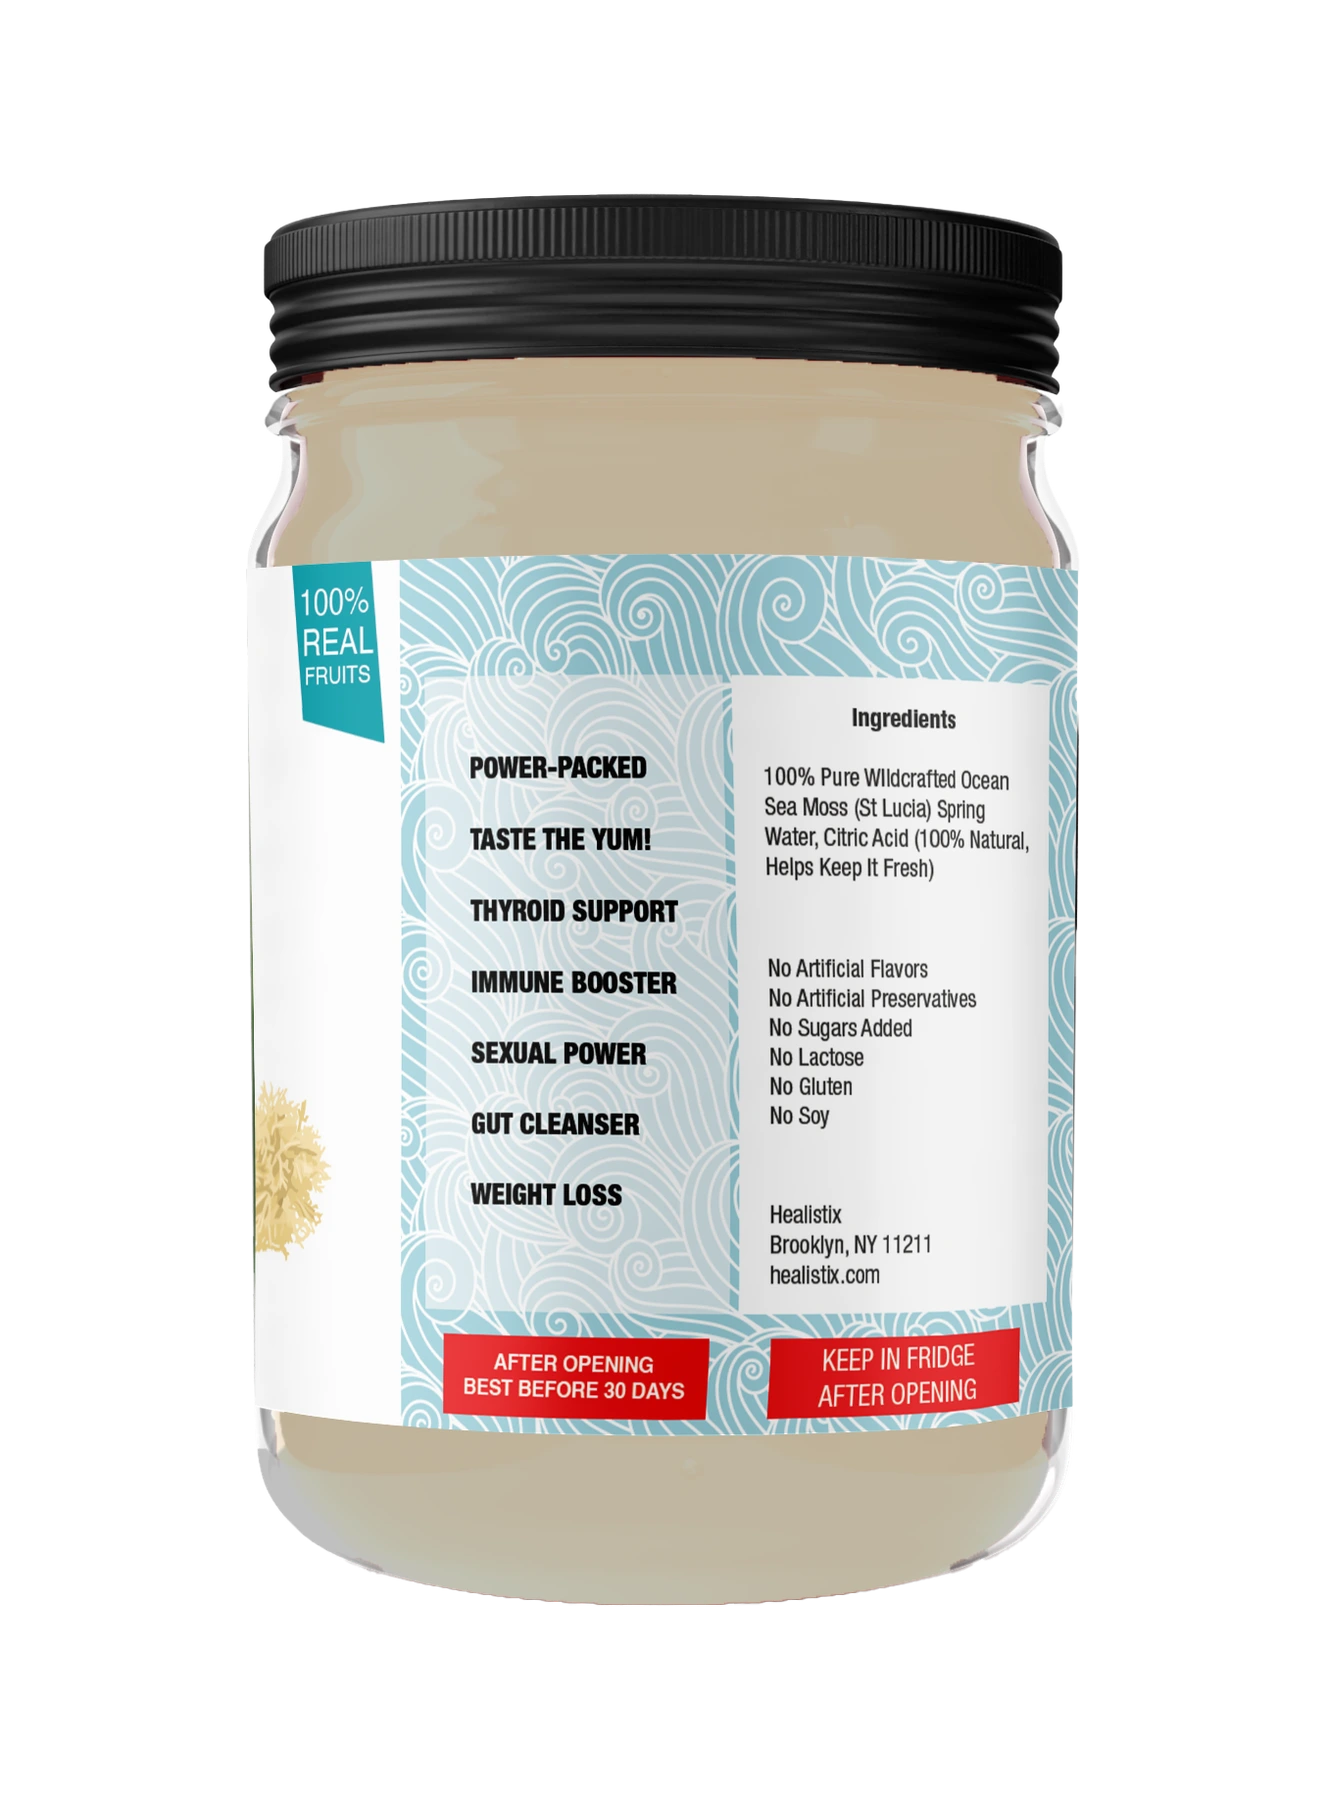 100%
REAL
FRUITS
POWER-PACKED
TASTE THE YUM!
THYROID SUPPORT
IMMUNE BOOSTER
SEXUAL POWER
GUT CLEANSER
WEIGHT LOSS
Ingredients
100% Pure WIldcrafted Ocean
Sea Moss (St Lucia) Spring
Water, Citric Acid (100% Natural,
Helps Keep It Fresh)
No Artificial Flavors
No Artificial Preservatives
No Sugars Added
No Lactose
No Gluten
No Soy
Healistix
Brooklyn, NY 11211
healistix.com
AFTER OPENING
BEST BEFORE 30 DAYS
KEEP IN FRIDGE
AFTER OPENING